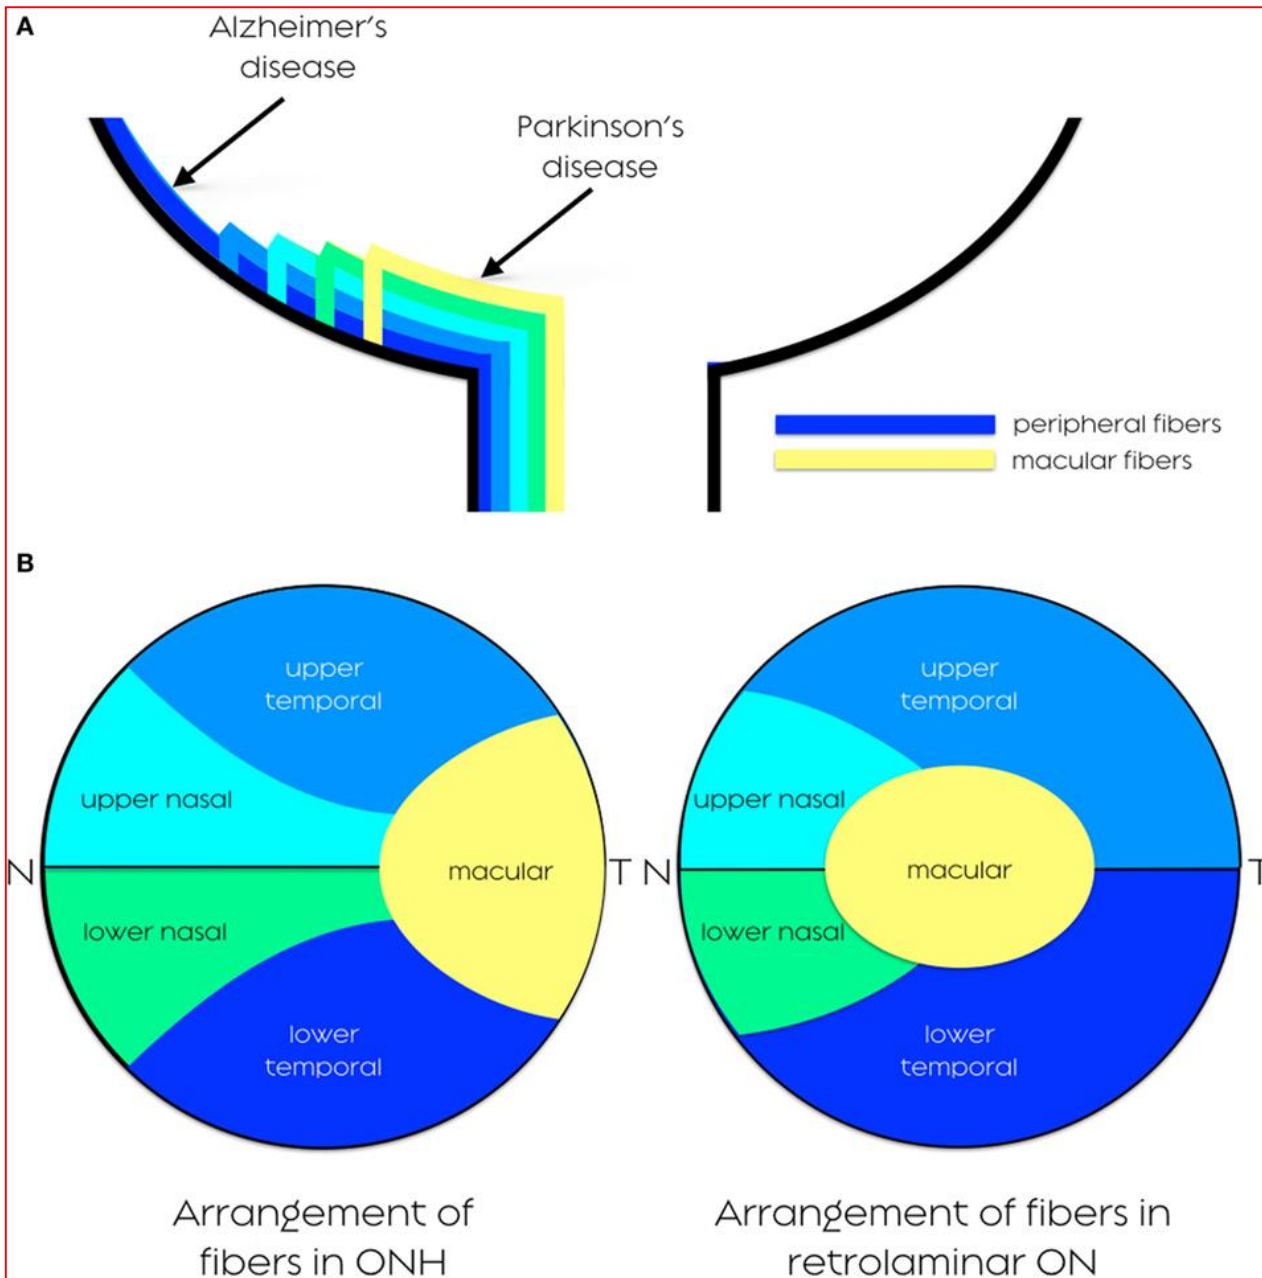 A
Alzheimer's
disease
Parkinson's
disease
peripheral fibers
macular fibers
B
upper
temporal
upper nasal
N
macular
T
lower nasal
lower
temporal
upper
temporal
upper nasal
N
macular
T
lower nasal
lower
temporal
Arrangement of
fibers in ONH
Arrangement of fibers in
retrolaminar ON